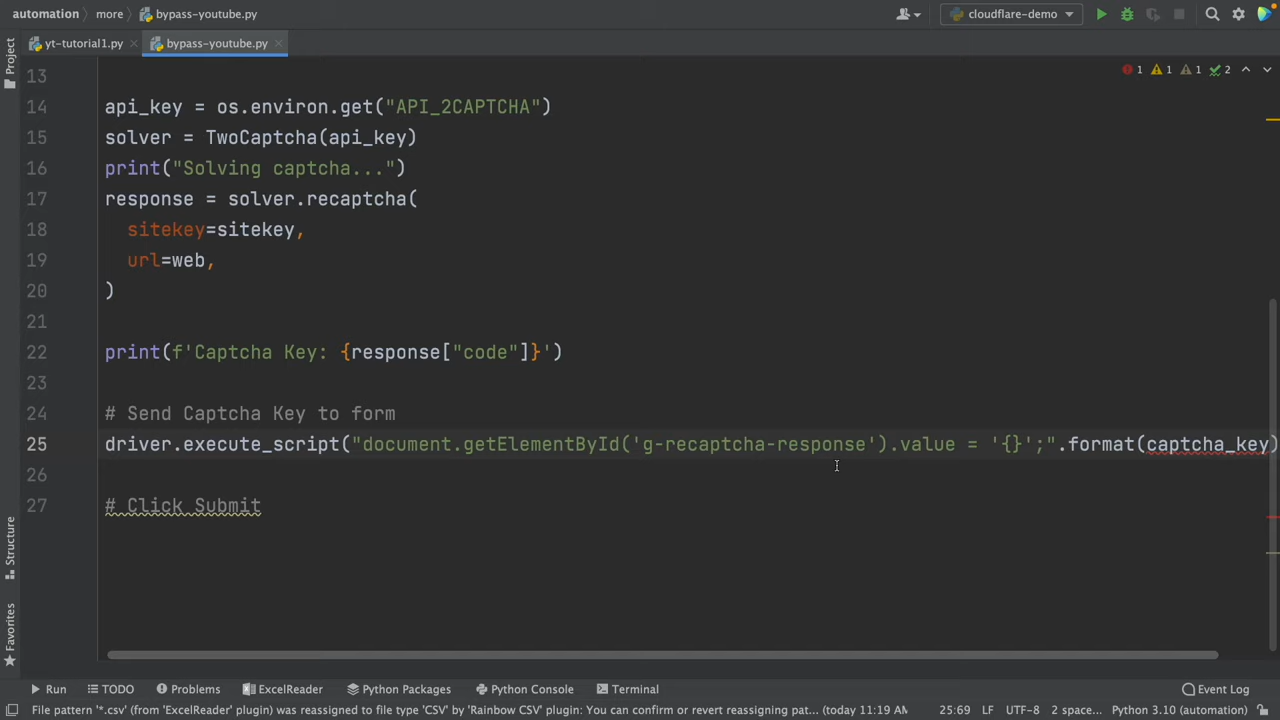 automation more bypass-youtube.py cloudflare-demo
yt-tutorial1.py bypass-youtube.py
Project
1 1 1 2
13
14 api_key = os.environ.get("API_2CAPTCHA")
15 solver = TwoCaptcha(api_key)
16 print("Solving captcha...")
17 response = solver.recaptcha(
18 sitekey=sitekey,
19 url=web,
20 )
21
22 print(f'Captcha Key: {response["code"]}')
23
24 # Send Captcha Key to form
25 driver.execute_script("document.getElementById('g-recaptcha-response').value = '{}';".format(captcha_key)
26
27 # Click Submit
Structure
Favorites
Run TODO Problems ExcelReader Python Packages Python Console Terminal Event Log
File pattern '*.csv' (from 'ExcelReader' plugin) was reassigned to file type 'CSV' by 'Rainbow CSV' plugin: You can confirm or revert reassigning pat... (today 11:19 AM 25:69 LF UTF-8 2 space... Python 3.10 (automation)